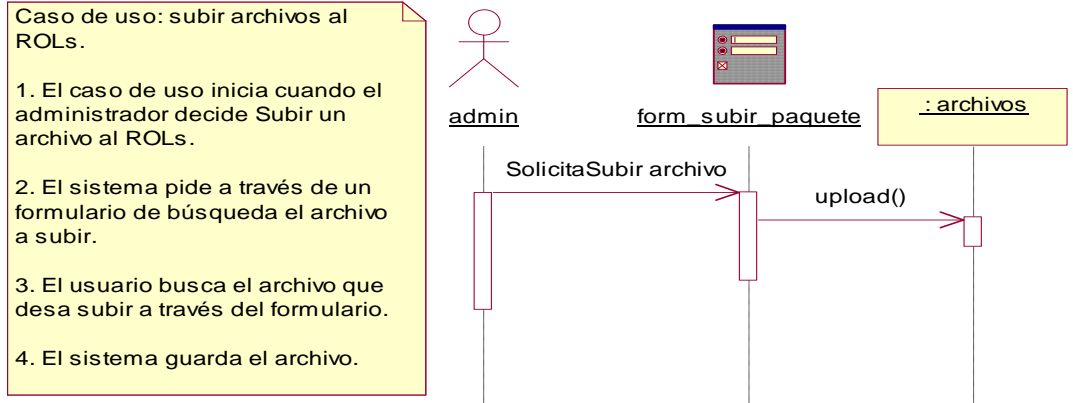 Caso de uso: subir archivos al
ROLs.
1. El caso de uso inicia cuando el
administrador decide Subir un
archivo al ROLs.
2. El sistema pide a través de un
formulario de búsqueda el archivo
a subir.
3. El usuario busca el archivo que
desa subir a través del formulario.
4. El sistema guarda el archivo.
admin
form_subir_paquete
: archivos
SolicitaSubir archivo
upload()